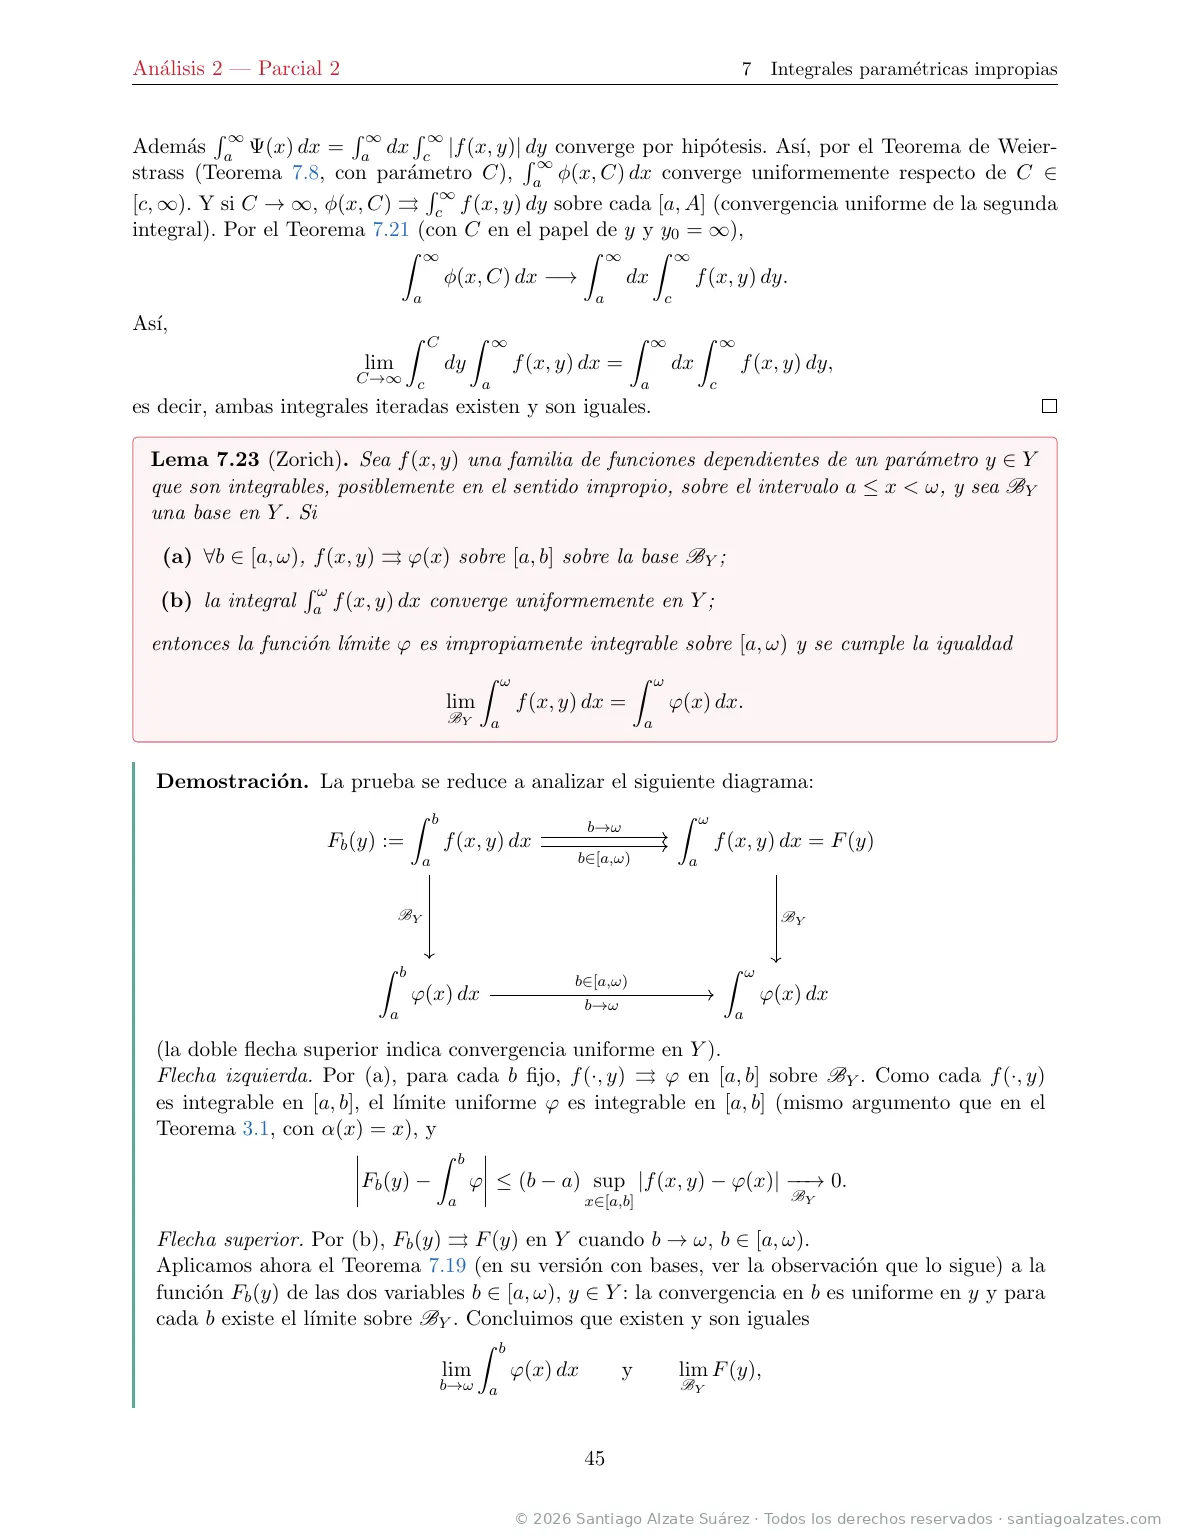 Análisis 2 — Parcial 2 7 Integrales paramétricas impropias
Además ∫_a^∞ Ψ(x) dx = ∫_a^∞ dx ∫_c^∞ |f(x, y)| dy converge por hipótesis. Así, por el Teorema de Weier-
strass (Teorema 7.8, con parámetro C), ∫_a^∞ ϕ(x, C) dx converge uniformemente respecto de C ∈
[c, ∞). Y si C → ∞, ϕ(x, C) ⇉ ∫_c^∞ f(x, y) dy sobre cada [a, A] (convergencia uniforme de la segunda
integral). Por el Teorema 7.21 (con C en el papel de y y y₀ = ∞),
∫_a^∞ ϕ(x, C) dx ⟶ ∫_a^∞ dx ∫_c^∞ f(x, y) dy.
Así,
lim_{C→∞} ∫_c^C dy ∫_a^∞ f(x, y) dx = ∫_a^∞ dx ∫_c^∞ f(x, y) dy,
es decir, ambas integrales iteradas existen y son iguales. □
Lema 7.23 (Zorich). Sea f(x, y) una familia de funciones dependientes de un parámetro y ∈ Y
que son integrables, posiblemente en el sentido impropio, sobre el intervalo a ≤ x < ω, y sea ℬ_Y
una base en Y. Si
(a) ∀b ∈ [a, ω), f(x, y) ⇉ φ(x) sobre [a, b] sobre la base ℬ_Y;
(b) la integral ∫_a^ω f(x, y) dx converge uniformemente en Y;
entonces la función límite φ es impropiamente integrable sobre [a, ω) y se cumple la igualdad
lim_{ℬ_Y} ∫_a^ω f(x, y) dx = ∫_a^ω φ(x) dx.
Demostración. La prueba se reduce a analizar el siguiente diagrama:
F_b(y) := ∫_a^b f(x, y) dx ⇉ b→ω b∈[a,ω) ∫_a^ω f(x, y) dx = F(y)
ℬ_Y ℬ_Y
∫_a^b φ(x) dx → b∈[a,ω) b→ω ∫_a^ω φ(x) dx
(la doble flecha superior indica convergencia uniforme en Y).
Flecha izquierda. Por (a), para cada b fijo, f(·, y) ⇉ φ en [a, b] sobre ℬ_Y. Como cada f(·, y)
es integrable en [a, b], el límite uniforme φ es integrable en [a, b] (mismo argumento que en el
Teorema 3.1, con α(x) = x), y
|F_b(y) − ∫_a^b φ| ≤ (b − a) sup_{x∈[a,b]} |f(x, y) − φ(x)| →_{ℬ_Y} 0.
Flecha superior. Por (b), F_b(y) ⇉ F(y) en Y cuando b → ω, b ∈ [a, ω).
Aplicamos ahora el Teorema 7.19 (en su versión con bases, ver la observación que lo sigue) a la
función F_b(y) de las dos variables b ∈ [a, ω), y ∈ Y: la convergencia en b es uniforme en y y para
cada b existe el límite sobre ℬ_Y. Concluimos que existen y son iguales
lim_{b→ω} ∫_a^b φ(x) dx y lim_{ℬ_Y} F(y),
45
© 2026 Santiago Alzate Suárez · Todos los derechos reservados · santiagoalzates.com